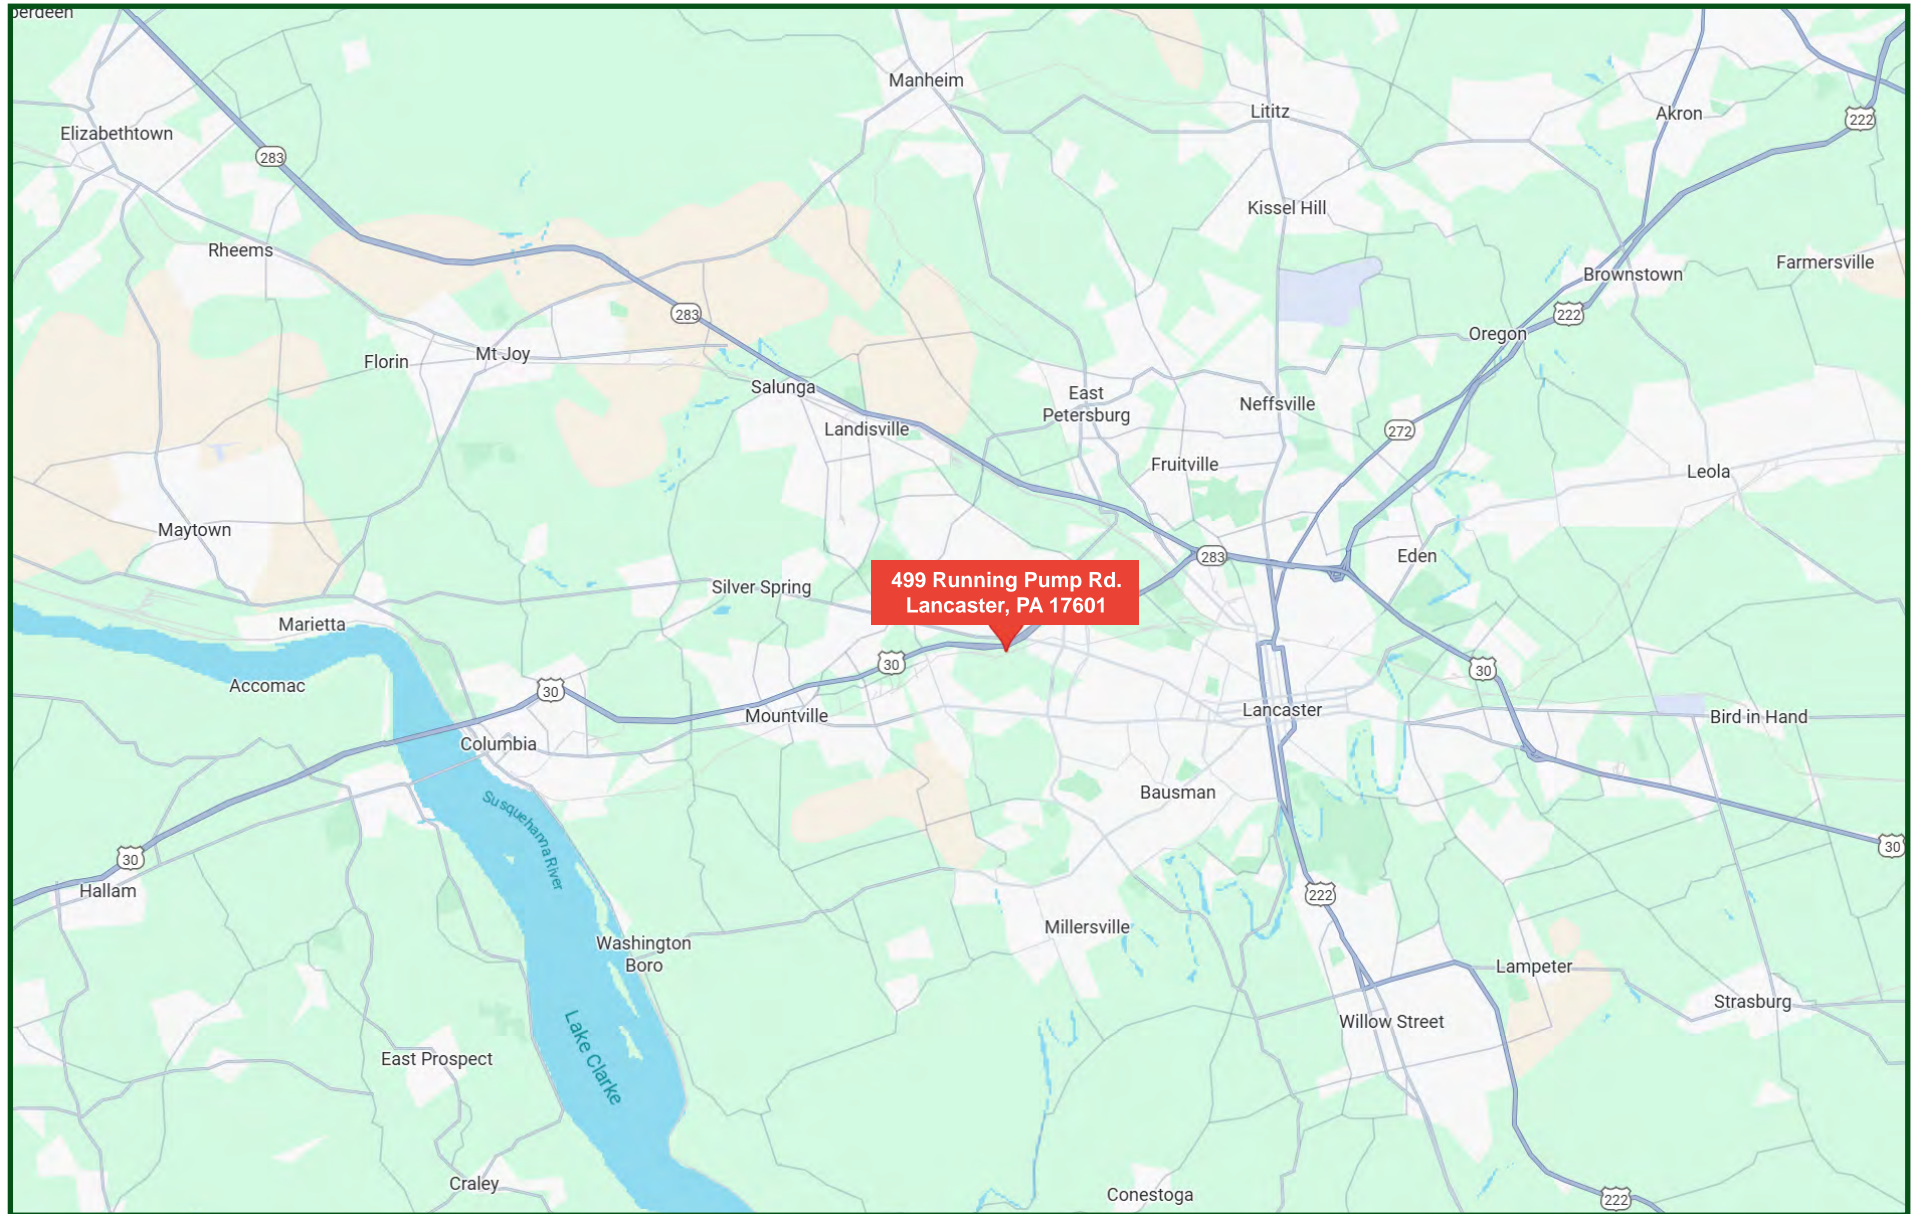 Manheim
Lititz
Akron
222
Elizabethtown
283
Kissel Hill
Rheems
Farmersville
Brownstown
283
222
Oregon
Florin
Mt Joy
Salunga
East
Petersburg
Neffsville
Landisville
272
Fruitville
Leola
Maytown
283
Eden
Silver Spring
499 Running Pump Rd.
Lancaster, PA 17601
Marietta
30
30
Accomac
30
Mountville
Lancaster
Bird in Hand
Columbia
Bausman
Susquehanna River
30
30
Hallam
222
Millersville
Washington
Boro
Lampeter
Strasburg
Willow Street
Lake Clarke
East Prospect
Craley
Conestoga
222